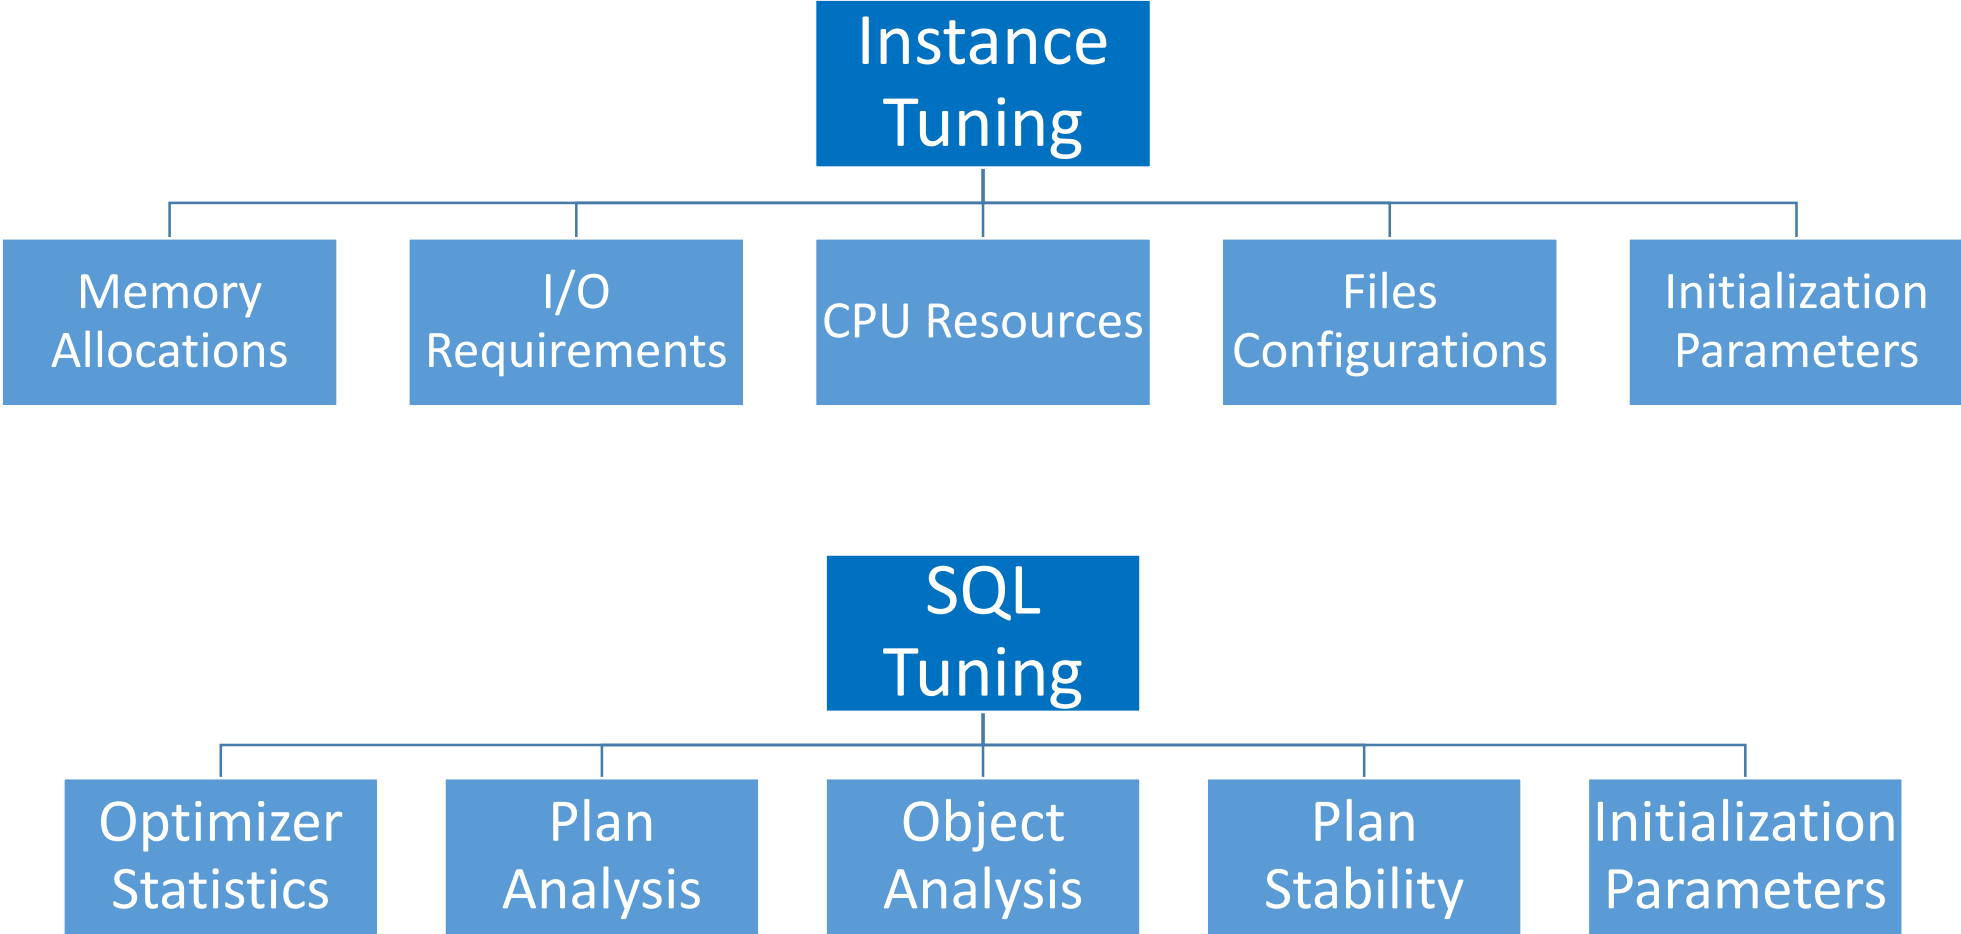 Instance
Tuning
Memory
Allocations
I/O
Requirements
CPU Resources
Files
Configurations
Initialization
Parameters
SQL
Tuning
Optimizer
Statistics
Plan
Analysis
Object
Analysis
Plan
Stability
Initialization
Parameters